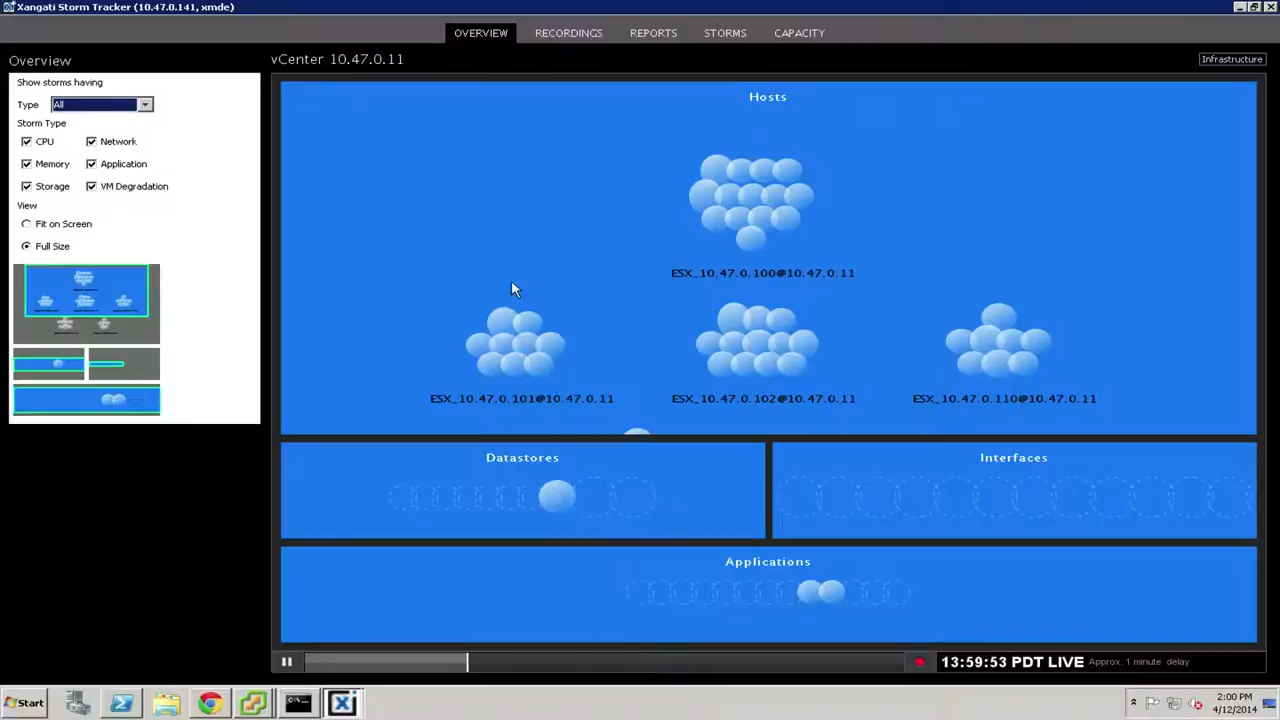 Xangati Storm Tracker (10.47.0.141, xmde)
OVERVIEW RECORDINGS REPORTS STORMS CAPACITY
Overview
vCenter 10.47.0.11
Infrastructure
Show storms having
Type All
Storm Type
CPU Network
Memory Application
Storage VM Degradation
View
Fit on Screen
Full Size
Hosts
ESX_10.47.0.100@10.47.0.11
ESX_10.47.0.101@10.47.0.11 ESX_10.47.0.102@10.47.0.11 ESX_10.47.0.110@10.47.0.11
Datastores
Interfaces
Applications
13:59:53 PDT LIVE Approx. 1 minute delay
Start
2:00 PM
4/12/2014